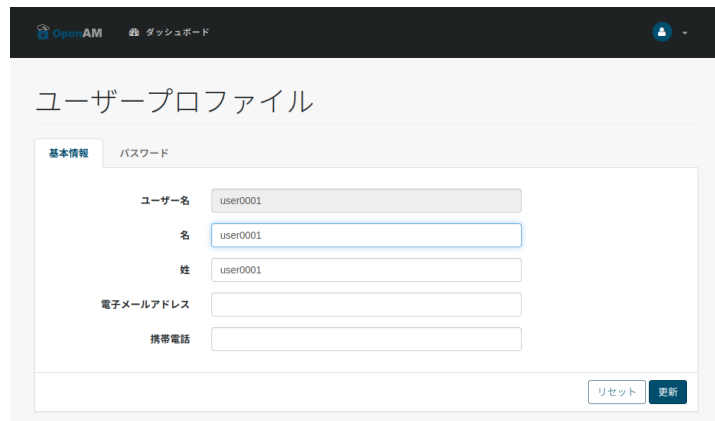 OpenAM ダッシュボード
ユーザープロファイル
基本情報 パスワード
ユーザー名 user0001
名 user0001
姓 user0001
電子メールアドレス
携帯電話
リセット 更新